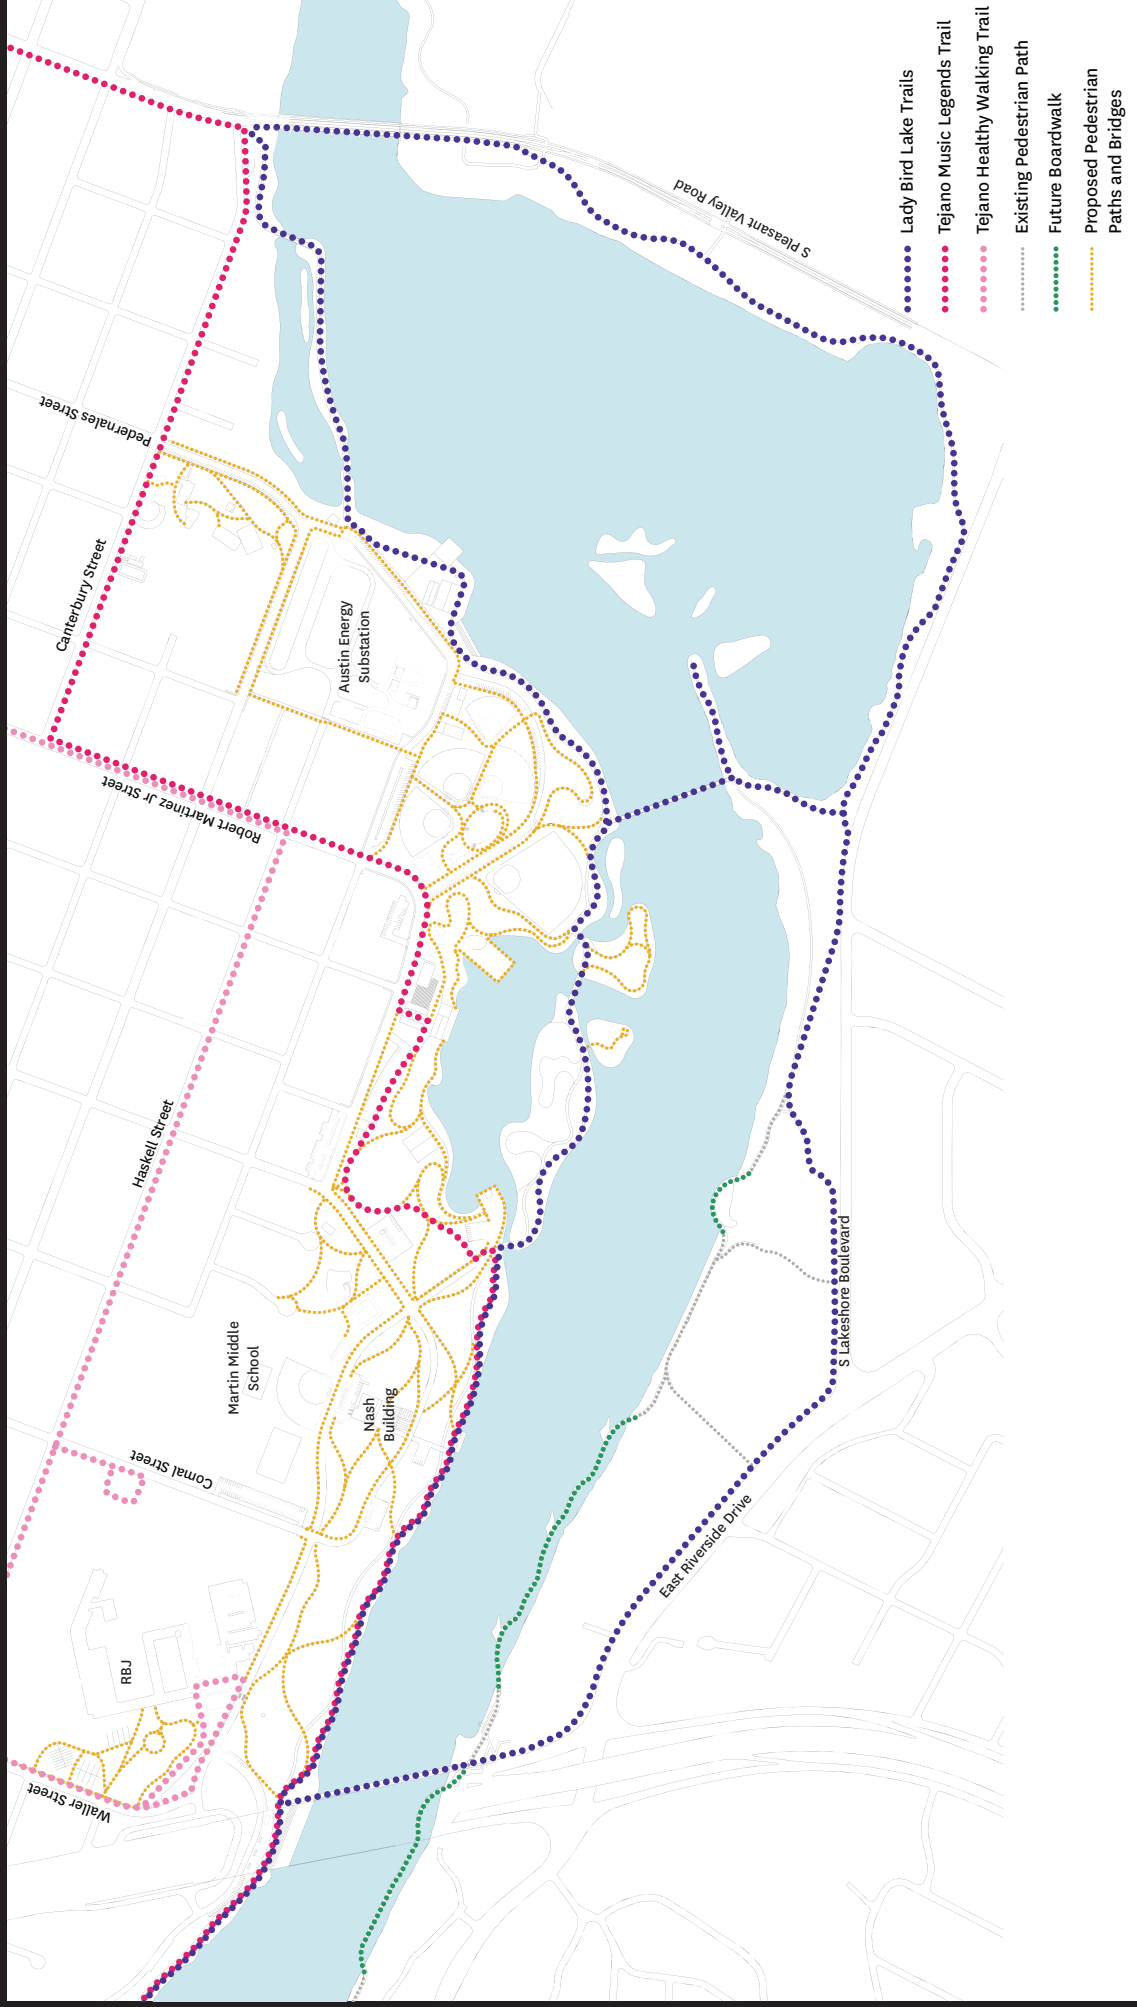 Lady Bird Lake Trails
Tejano Music Legends Trail
Tejano Healthy Walking Trail
Existing Pedestrian Path
Future Boardwalk
Proposed Pedestrian
Paths and Bridges
S Pleasant Valley Road
Pedernales Street
Canterbury Street
Austin Energy
Substation
Robert Martinez Jr Street
Haskell Street
Martin Middle
School
Nash
Building
Comal Street
RBJ
Waller Street
S Lakeshore Boulevard
East Riverside Drive